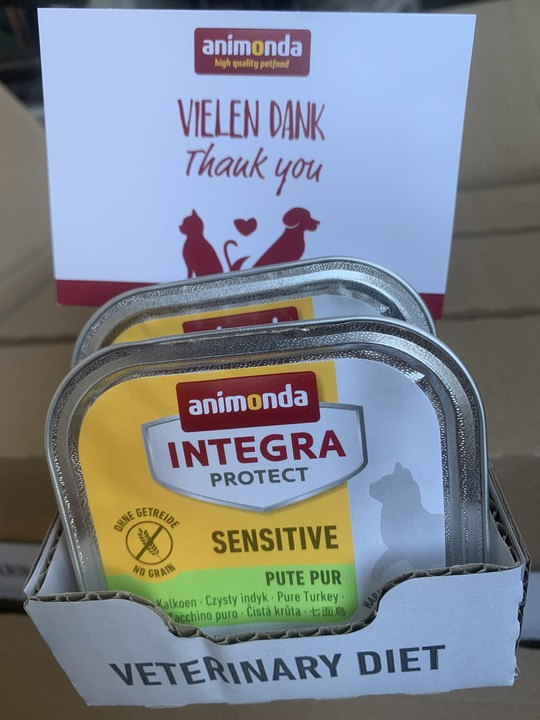 animonda
high quality petfood
VIELEN DANK
Thank you
animonda
INTEGRA
PROTECT
OHNE GETREIDE
NO GRAIN
SENSITIVE
PUTE PUR
Kalkoen · Czysty indyk · Pure Turkey ·
Tacchino puro · Čistá krůta · 七面鳥
VETERINARY DIET